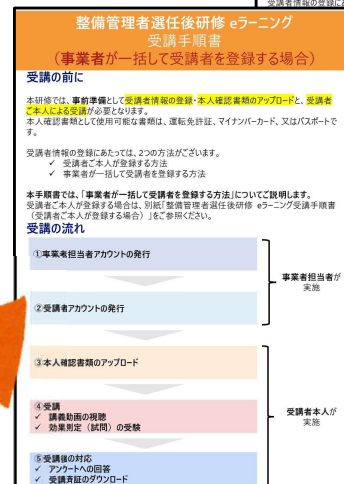 受講者情報の登録にあ
整備管理者選任後研修 eラーニング
受講手順書
（事業者が一括して受講者を登録する場合）
受講の前に
本研修では、事前準備として受講者情報の登録・本人確認書類のアップロードと、受講者
ご本人による受講が必要となります。
本人確認書類として使用可能な書類は、運転免許証、マイナンバーカード、又はパスポートで
す。
受講者情報の登録にあたっては、2つの方法がございます。
✓ 受講者ご本人が登録する方法
✓ 事業者が一括して受講者を登録する方法
本手順書では、「事業者が一括して受講者を登録する方法」についてご説明します。
受講者ご本人が登録する場合は、別紙「整備管理者選任後研修 eラーニング受講手順書
（受講者ご本人が登録する場合）」をご参照ください。
受講の流れ
①事業者担当者アカウントの発行
事業者担当者が
実施
②受講者アカウントの発行
③本人確認書類のアップロード
④受講
✓ 講義動画の視聴
✓ 効果測定（試問）の受験
受講者本人が
実施
⑤受講後の対応
✓ アンケートへの回答
✓ 受講済証のダウンロード